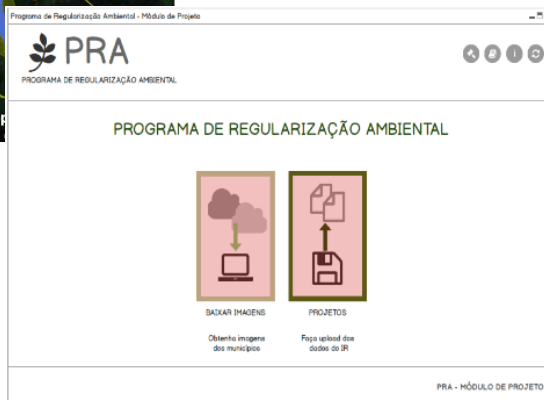 Programa de Regularização Ambiental - Módulo de Projeto
PRA
PROGRAMA DE REGULARIZAÇÃO AMBIENTAL
PROGRAMA DE REGULARIZAÇÃO AMBIENTAL
BAIXAR IMAGENS
Obtenha imagens
dos municípios
PROJETOS
Faça upload dos
dados do IR
PRA - MÓDULO DE PROJETO